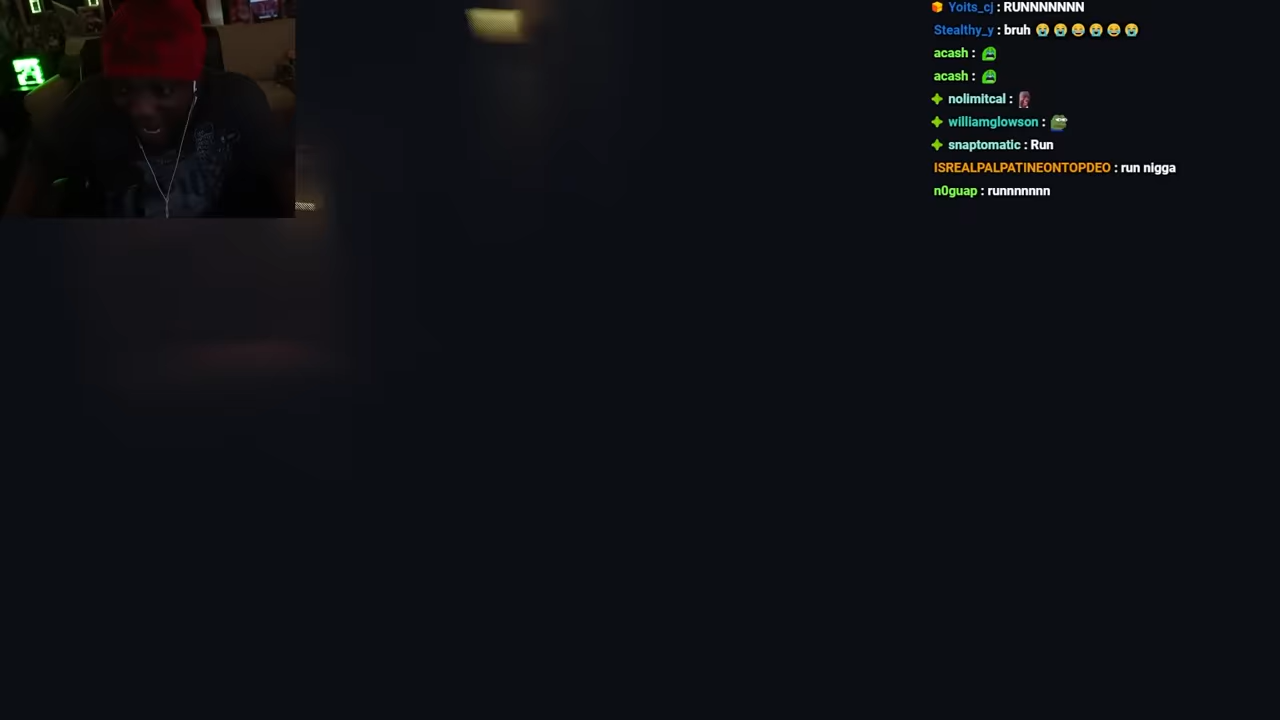 Yoits_cj : RUNNNNNNN
Stealthy_y : bruh 😭😭😂😭😂😭
acash :
acash :
nolimitcal :
williamglowson :
snaptomatic : Run
ISREALPALPATINEONTOPDEO : run nigga
n0guap : runnnnnnn